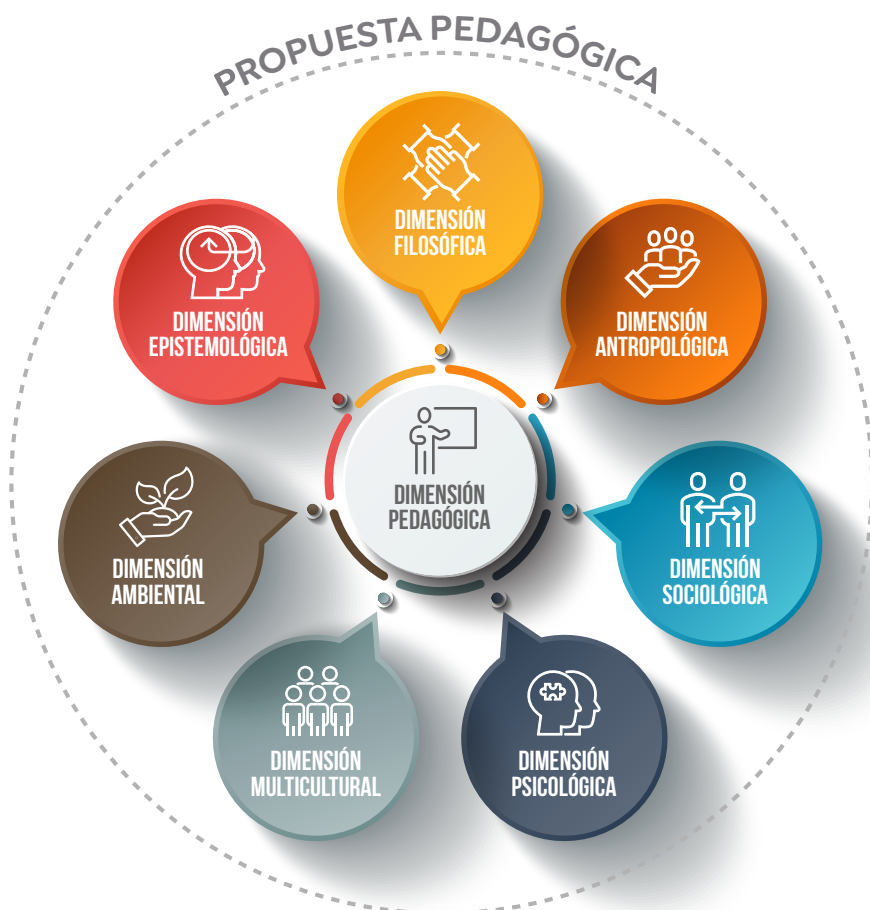 PROPUESTA PEDAGÓGICA
DIMENSIÓN
FILOSÓFICA
DIMENSIÓN
ANTROPOLÓGICA
DIMENSIÓN
SOCIOLÓGICA
DIMENSIÓN
PSICOLÓGICA
DIMENSIÓN
MULTICULTURAL
DIMENSIÓN
AMBIENTAL
DIMENSIÓN
EPISTEMOLÓGICA
DIMENSIÓN
PEDAGÓGICA